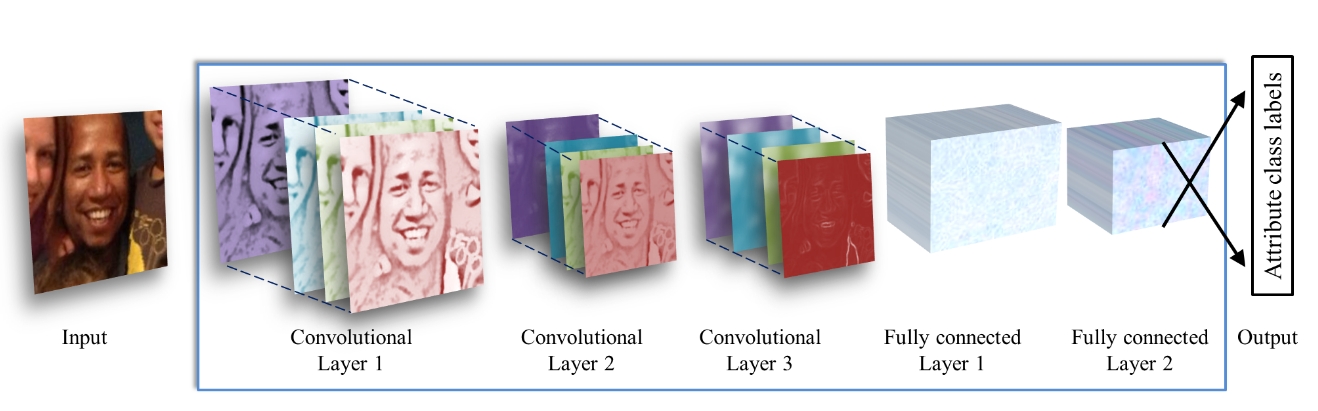 Attribute class labels
Input
Convolutional
Layer 1
Convolutional
Layer 2
Convolutional
Layer 3
Fully connected
Layer 1
Fully connected
Layer 2
Output